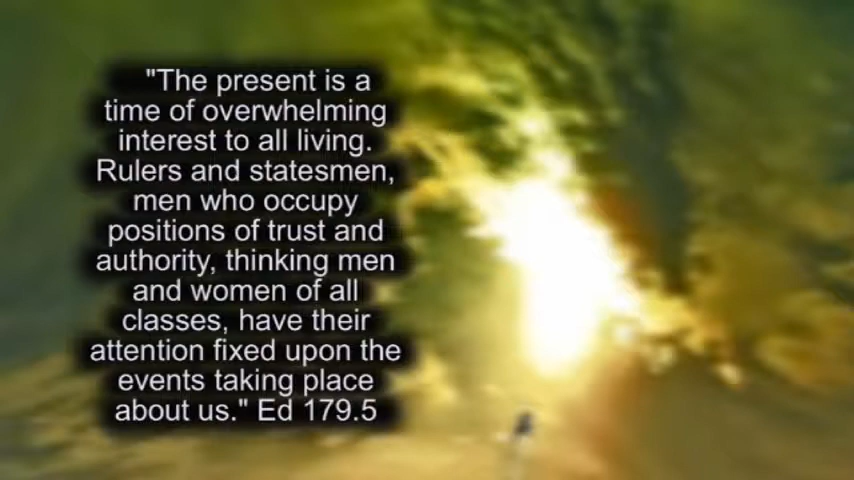 "The present is a
time of overwhelming
interest to all living.
Rulers and statesmen,
men who occupy
positions of trust and
authority, thinking men
and women of all
classes, have their
attention fixed upon the
events taking place
about us." Ed 179.5